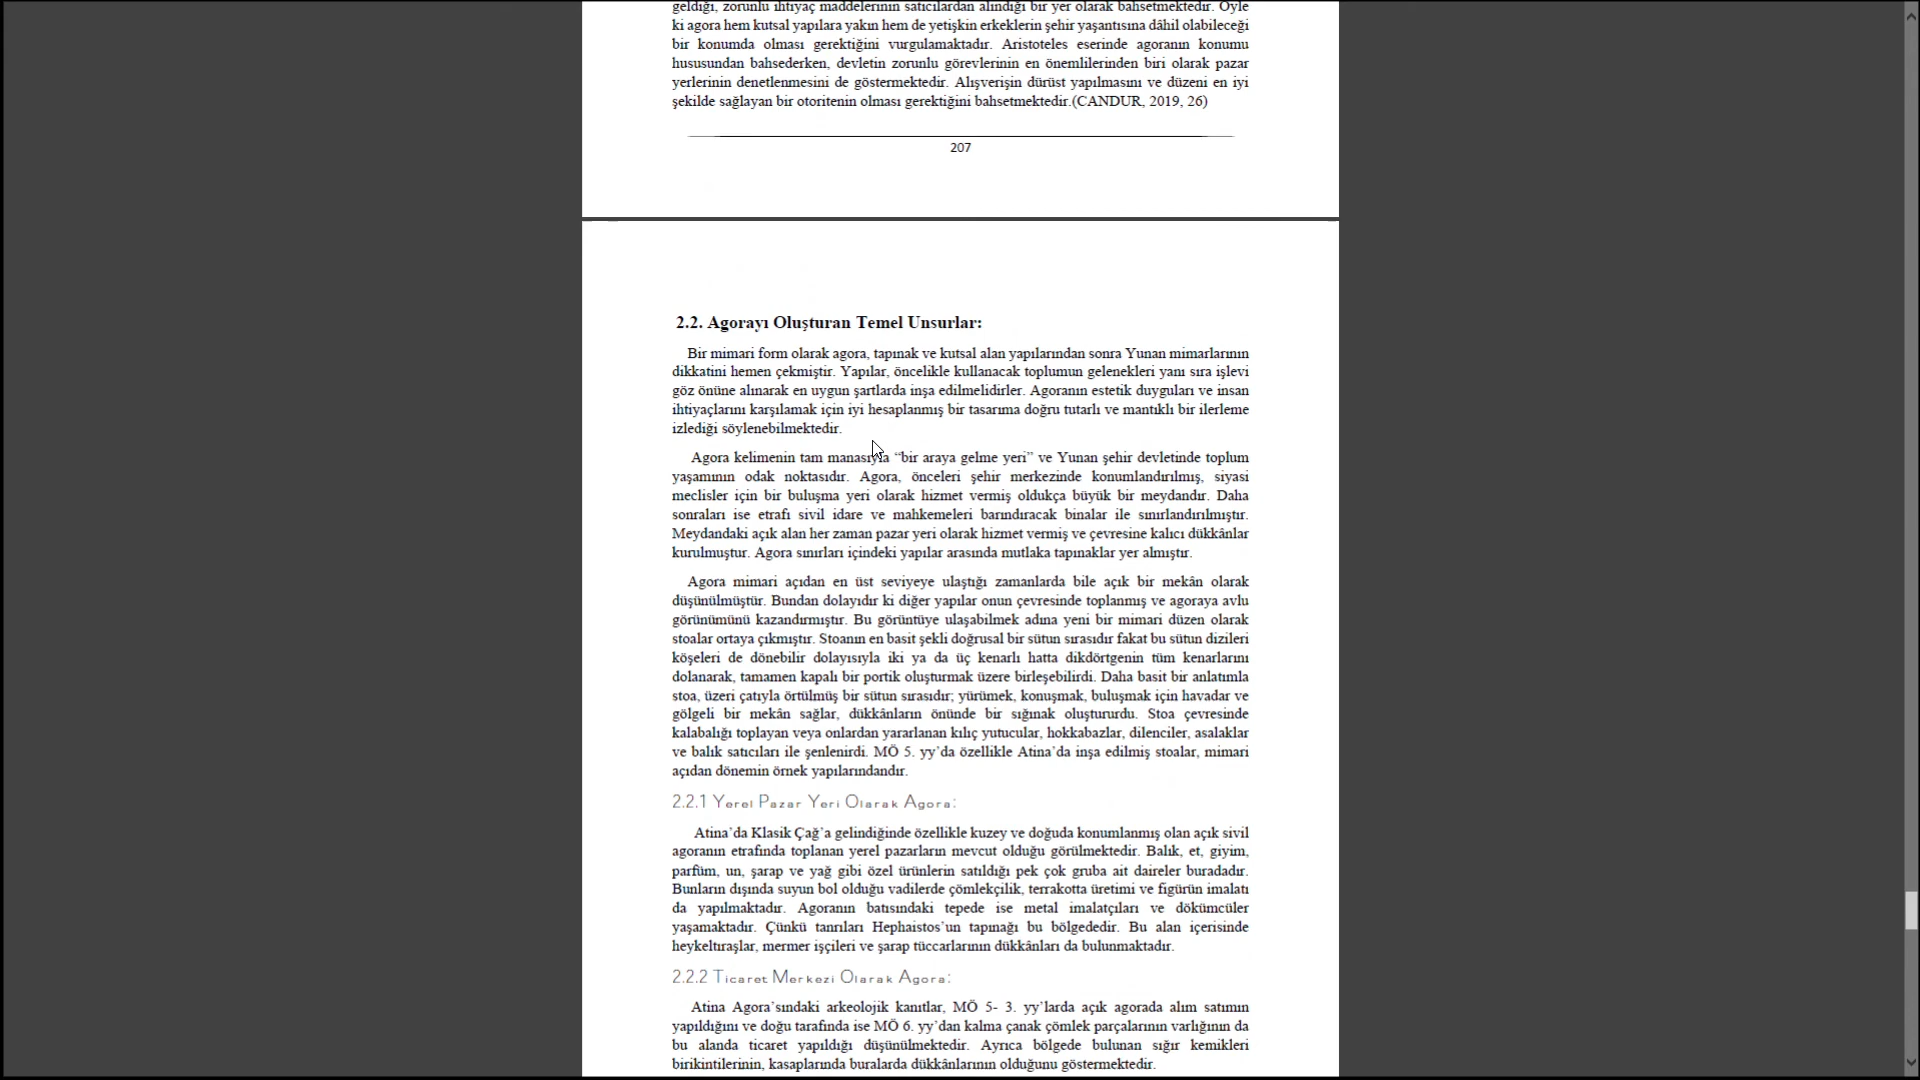 geldiği, zorunlu ihtiyaç maddelerinin satıcılardan alındığı bir yer olarak bahsetmektedir. Öyle
ki agora hem kutsal yapılara yakın hem de yetişkin erkeklerin şehir yaşantısına dâhil olabileceği
bir konumda olması gerektiğini vurgulamaktadır. Aristoteles eserinde agoranın konumu
hususundan bahsederken, devletin zorunlu görevlerinin en önemlilerinden biri olarak pazar
yerlerinin denetlenmesini de göstermektedir. Alışverişin dürüst yapılmasını ve düzeni en iyi
şekilde sağlayan bir otoritenin olması gerektiğini bahsetmektedir.(CANDUR, 2019, 26)
207
2.2. Agorayı Oluşturan Temel Unsurlar:
Bir mimari form olarak agora, tapınak ve kutsal alan yapılarından sonra Yunan mimarlarının
dikkatini hemen çekmiştir. Yapılar, öncelikle kullanacak toplumun gelenekleri yanı sıra işlevi
göz önüne alınarak en uygun şartlarda inşa edilmelidirler. Agoranın estetik duyguları ve insan
ihtiyaçlarını karşılamak için iyi hesaplanmış bir tasarıma doğru tutarlı ve mantıklı bir ilerleme
izlediği söylenebilmektedir.
Agora kelimenin tam manasıyla “bir araya gelme yeri” ve Yunan şehir devletinde toplum
yaşamının odak noktasıdır. Agora, önceleri şehir merkezinde konumlandırılmış, siyasi
meclisler için bir buluşma yeri olarak hizmet vermiş oldukça büyük bir meydandır. Daha
sonraları ise etrafı sivil idare ve mahkemeleri barındıracak binalar ile sınırlandırılmıştır.
Meydandaki açık alan her zaman pazar yeri olarak hizmet vermiş ve çevresine kalıcı dükkânlar
kurulmuştur. Agora sınırları içindeki yapılar arasında mutlaka tapınaklar yer almıştır.
Agora mimari açıdan en üst seviyeye ulaştığı zamanlarda bile açık bir mekân olarak
düşünülmüştür. Bundan dolayıdır ki diğer yapılar onun çevresinde toplanmış ve agoraya avlu
görünümünü kazandırmıştır. Bu görüntüye ulaşabilmek adına yeni bir mimari düzen olarak
stoalar ortaya çıkmıştır. Stoanın en basit şekli doğrusal bir sütun sırasıdır fakat bu sütun dizileri
köşeleri de dönebilir dolayısıyla iki ya da üç kenarlı hatta dikdörtgenin tüm kenarlarını
dolanarak, tamamen kapalı bir portik oluşturmak üzere birleşebilirdi. Daha basit bir anlatımla
stoa, üzeri çatıyla örtülmüş bir sütun sırasıdır; yürümek, konuşmak, buluşmak için havadar ve
gölgeli bir mekân sağlar, dükkânların önünde bir sığınak oluştururdu. Stoa çevresinde
kalabalığı toplayan veya onlardan yararlanan kılıç yutucular, hokkabazlar, dilenciler, asalaklar
ve balık satıcıları ile şenlenirdi. MÖ 5. yy’da özellikle Atina’da inşa edilmiş stoalar, mimari
açıdan dönemin örnek yapılarındandır.
2.2.1 Yerel Pazar Yeri Olarak Agora:
Atina’da Klasik Çağ’a gelindiğinde özellikle kuzey ve doğuda konumlanmış olan açık sivil
agoranın etrafında toplanan yerel pazarların mevcut olduğu görülmektedir. Balık, et, giyim,
parfüm, un, şarap ve yağ gibi özel ürünlerin satıldığı pek çok gruba ait daireler buradadır.
Bunların dışında suyun bol olduğu vadilerde çömlekçilik, terrakotta üretimi ve figürün imalatı
da yapılmaktadır. Agoranın batısındaki tepede ise metal imalatçıları ve dökümcüler
yaşamaktadır. Çünkü tanrıları Hephaistos’un tapınağı bu bölgededir. Bu alan içerisinde
heykeltıraşlar, mermer işçileri ve şarap tüccarlarının dükkânları da bulunmaktadır.
2.2.2 Ticaret Merkezi Olarak Agora:
Atina Agora’sındaki arkeolojik kanıtlar, MÖ 5- 3. yy’larda açık agorada alım satımın
yapıldığını ve doğu tarafında ise MÖ 6. yy’dan kalma çanak çömlek parçalarının varlığının da
bu alanda ticaret yapıldığı düşünülmektedir. Ayrıca bölgede bulunan sığır kemikleri
birikintilerinin, kasaplarında buralarda dükkânlarının olduğunu göstermektedir.